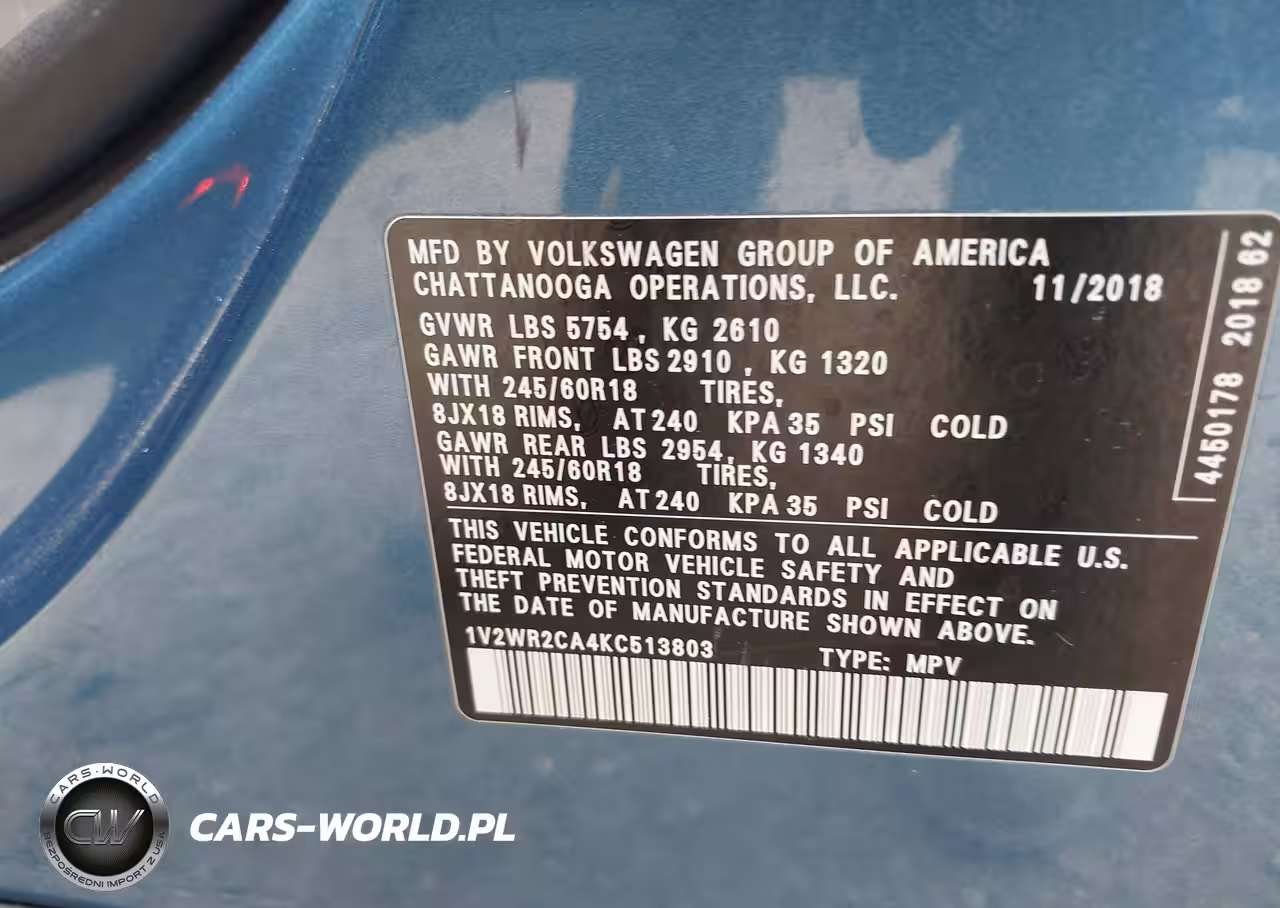 MFD BY VOLKSWAGEN GROUP OF AMERICA
CHATTANOOGA OPERATIONS, LLC. 11/2018
GVWR LBS 5754, KG 2610
GAWR FRONT LBS 2910, KG 1320
WITH 245/60R18 TIRES,
8JX18 RIMS, AT 240 KPA 35 PSI COLD
GAWR REAR LBS 2954, KG 1340
WITH 245/60R18 TIRES,
8JX18 RIMS, AT 240 KPA 35 PSI COLD
THIS VEHICLE CONFORMS TO ALL APPLICABLE U.S.
FEDERAL MOTOR VEHICLE SAFETY AND
THEFT PREVENTION STANDARDS IN EFFECT ON
THE DATE OF MANUFACTURE SHOWN ABOVE.
1V2WR2CA4KC513803 TYPE: MPV
4450178 2018 62
CARS-WORLD
CW
BEZPOŚREDNI IMPORT Z USA
CARS-WORLD.PL